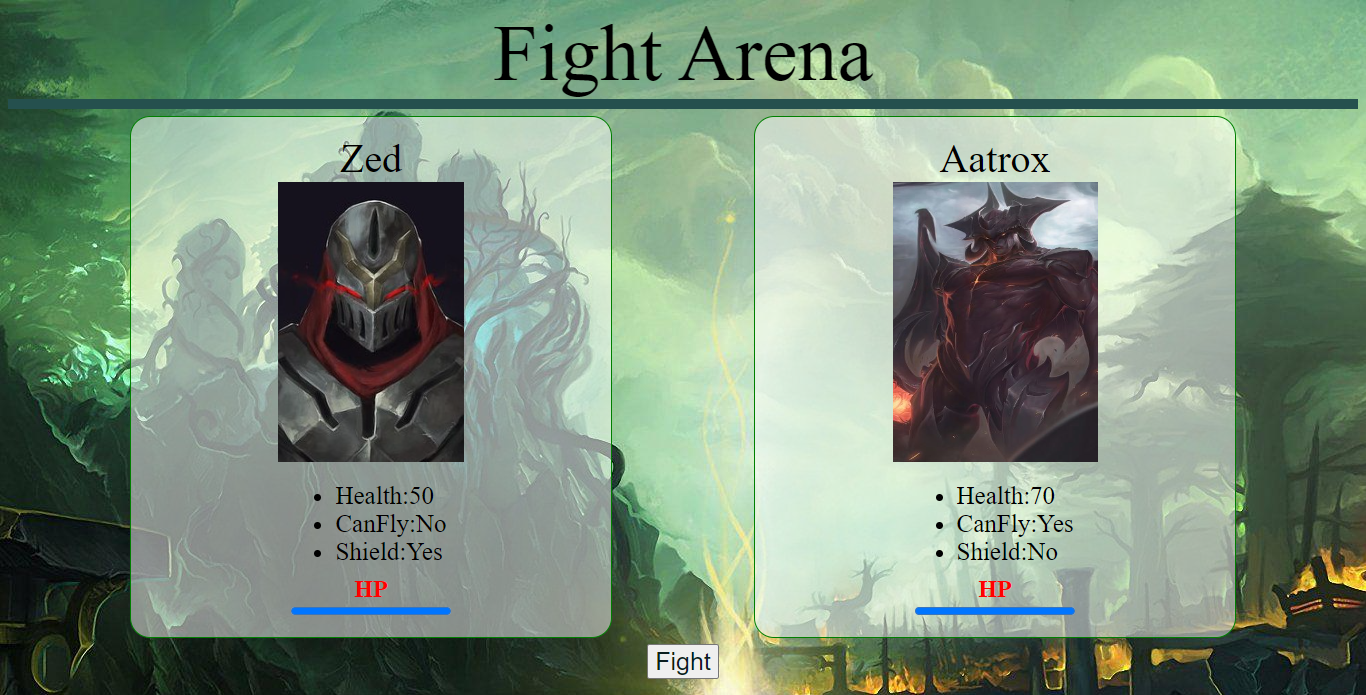 Fight Arena
Zed
Health:50
CanFly:No
Shield:Yes
HP
Aatrox
Health:70
CanFly:Yes
Shield:No
HP
Fight